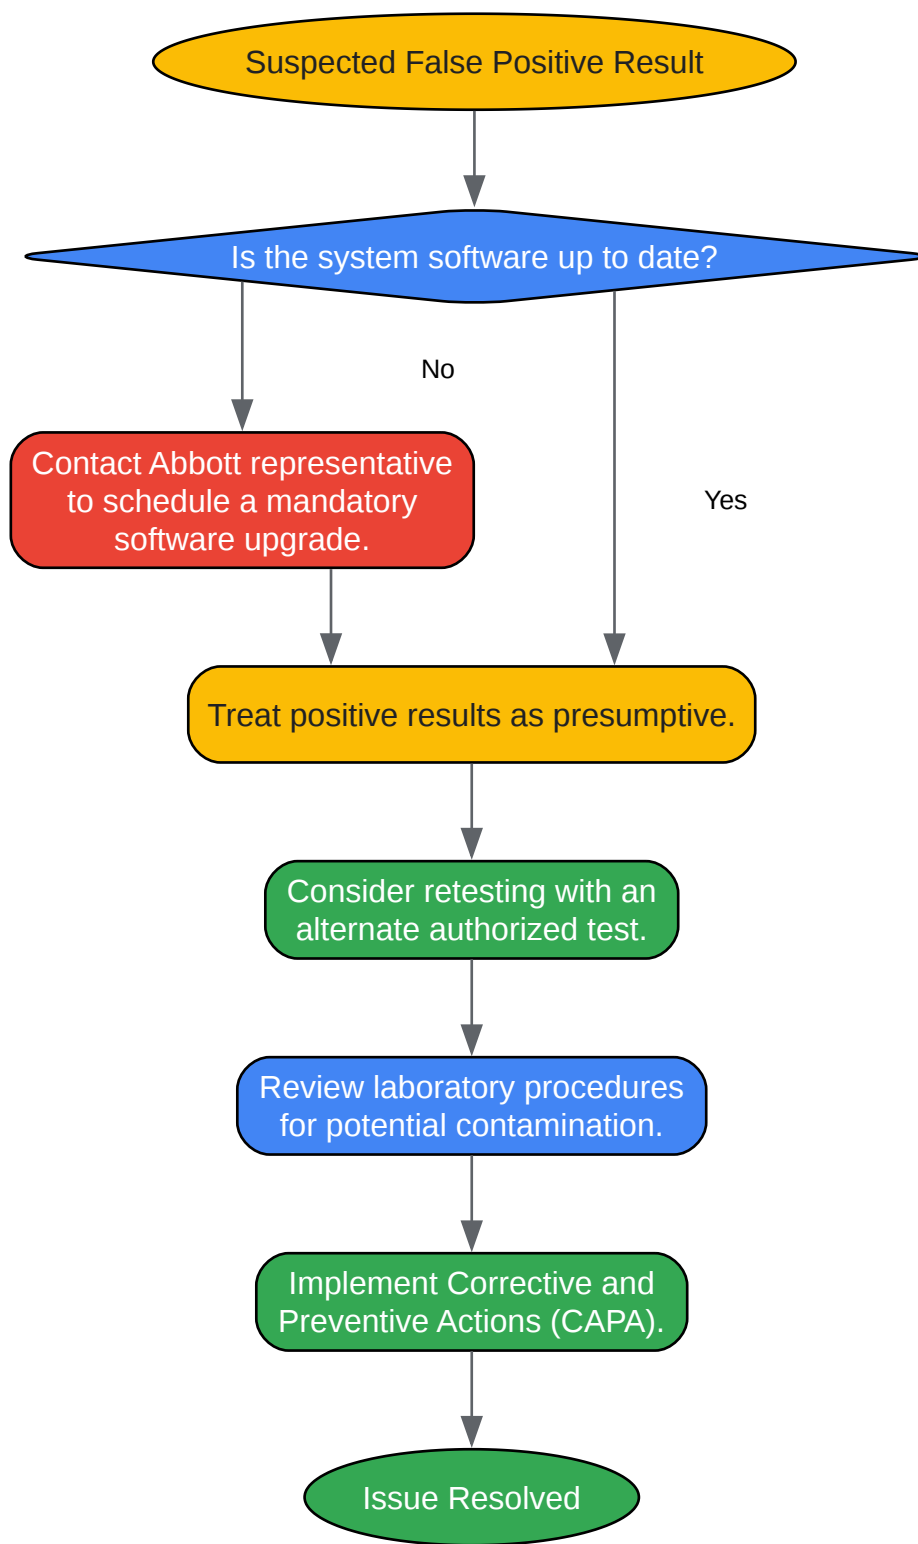 Suspected False Positive Result
Is the system software up to date?
No
Contact Abbott representative
to schedule a mandatory
software upgrade.
Yes
Treat positive results as presumptive.
Consider retesting with an
alternate authorized test.
Review laboratory procedures
for potential contamination.
Implement Corrective and
Preventive Actions (CAPA).
Issue Resolved